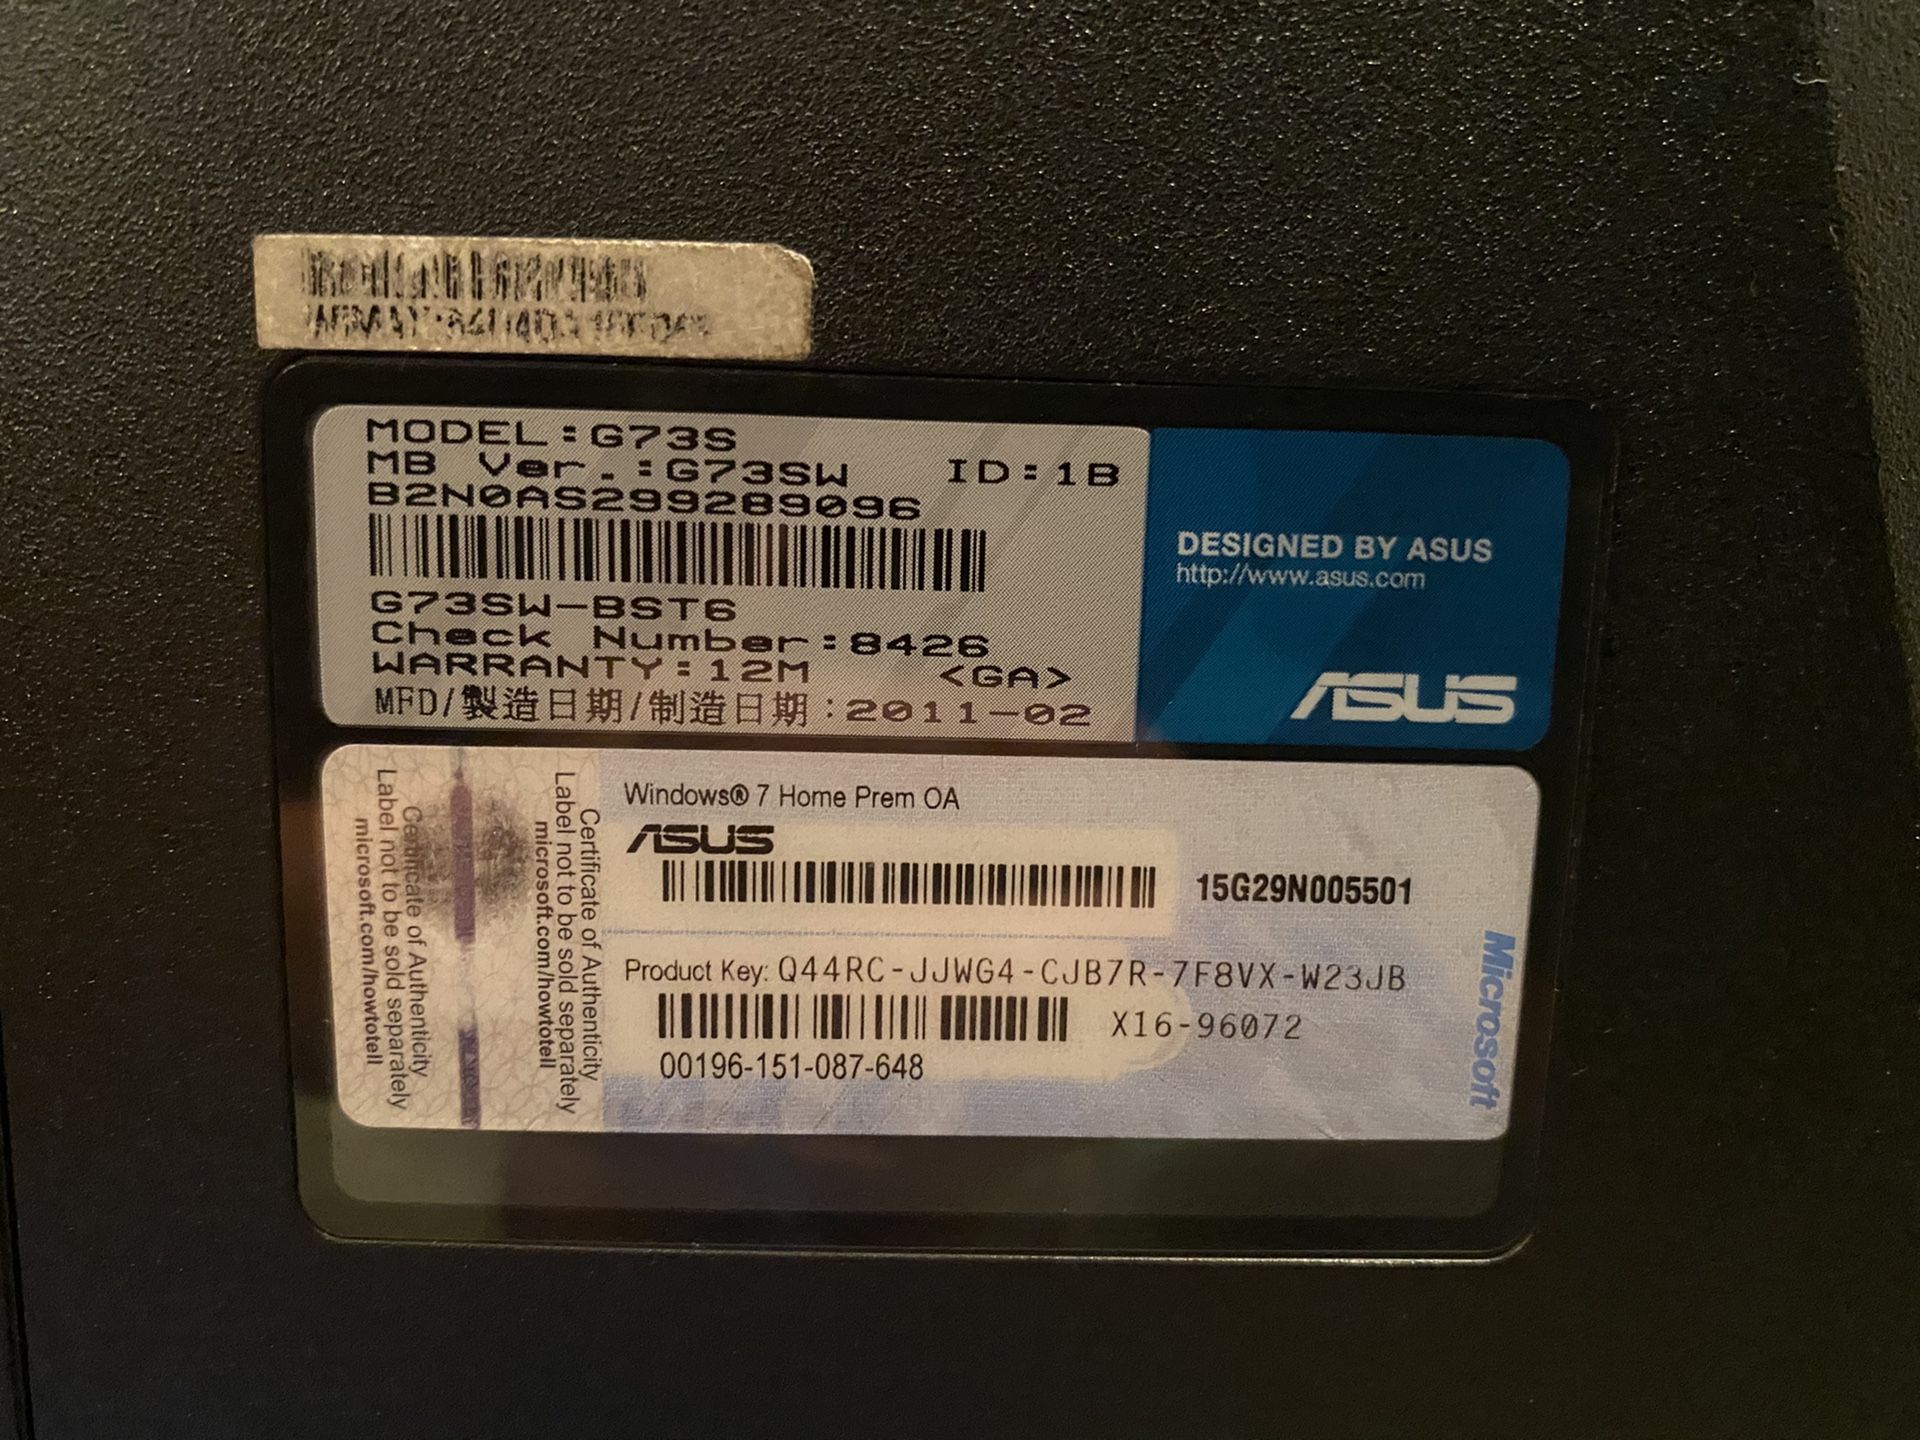 MODEL:G73S
MB Ver.:G73SW ID:1B
B2N0AS299289096
G73SW-BST6
Check Number:8426
WARRANTY:12M <GA>
MFD/製造日期/制造日期:2011-02
DESIGNED BY ASUS
http://www.asus.com
ASUS
Certificate of Authenticity
Label not to be sold separately
microsoft.com/howtotell
Certificate of Authenticity
Label not to be sold separately
microsoft.com/howtotell
Windows® 7 Home Prem OA
ASUS
15G29N005501
Product Key: Q44RC-JJWG4-CJB7R-7F8VX-W23JB
X16-96072
00196-151-087-648
Microsoft